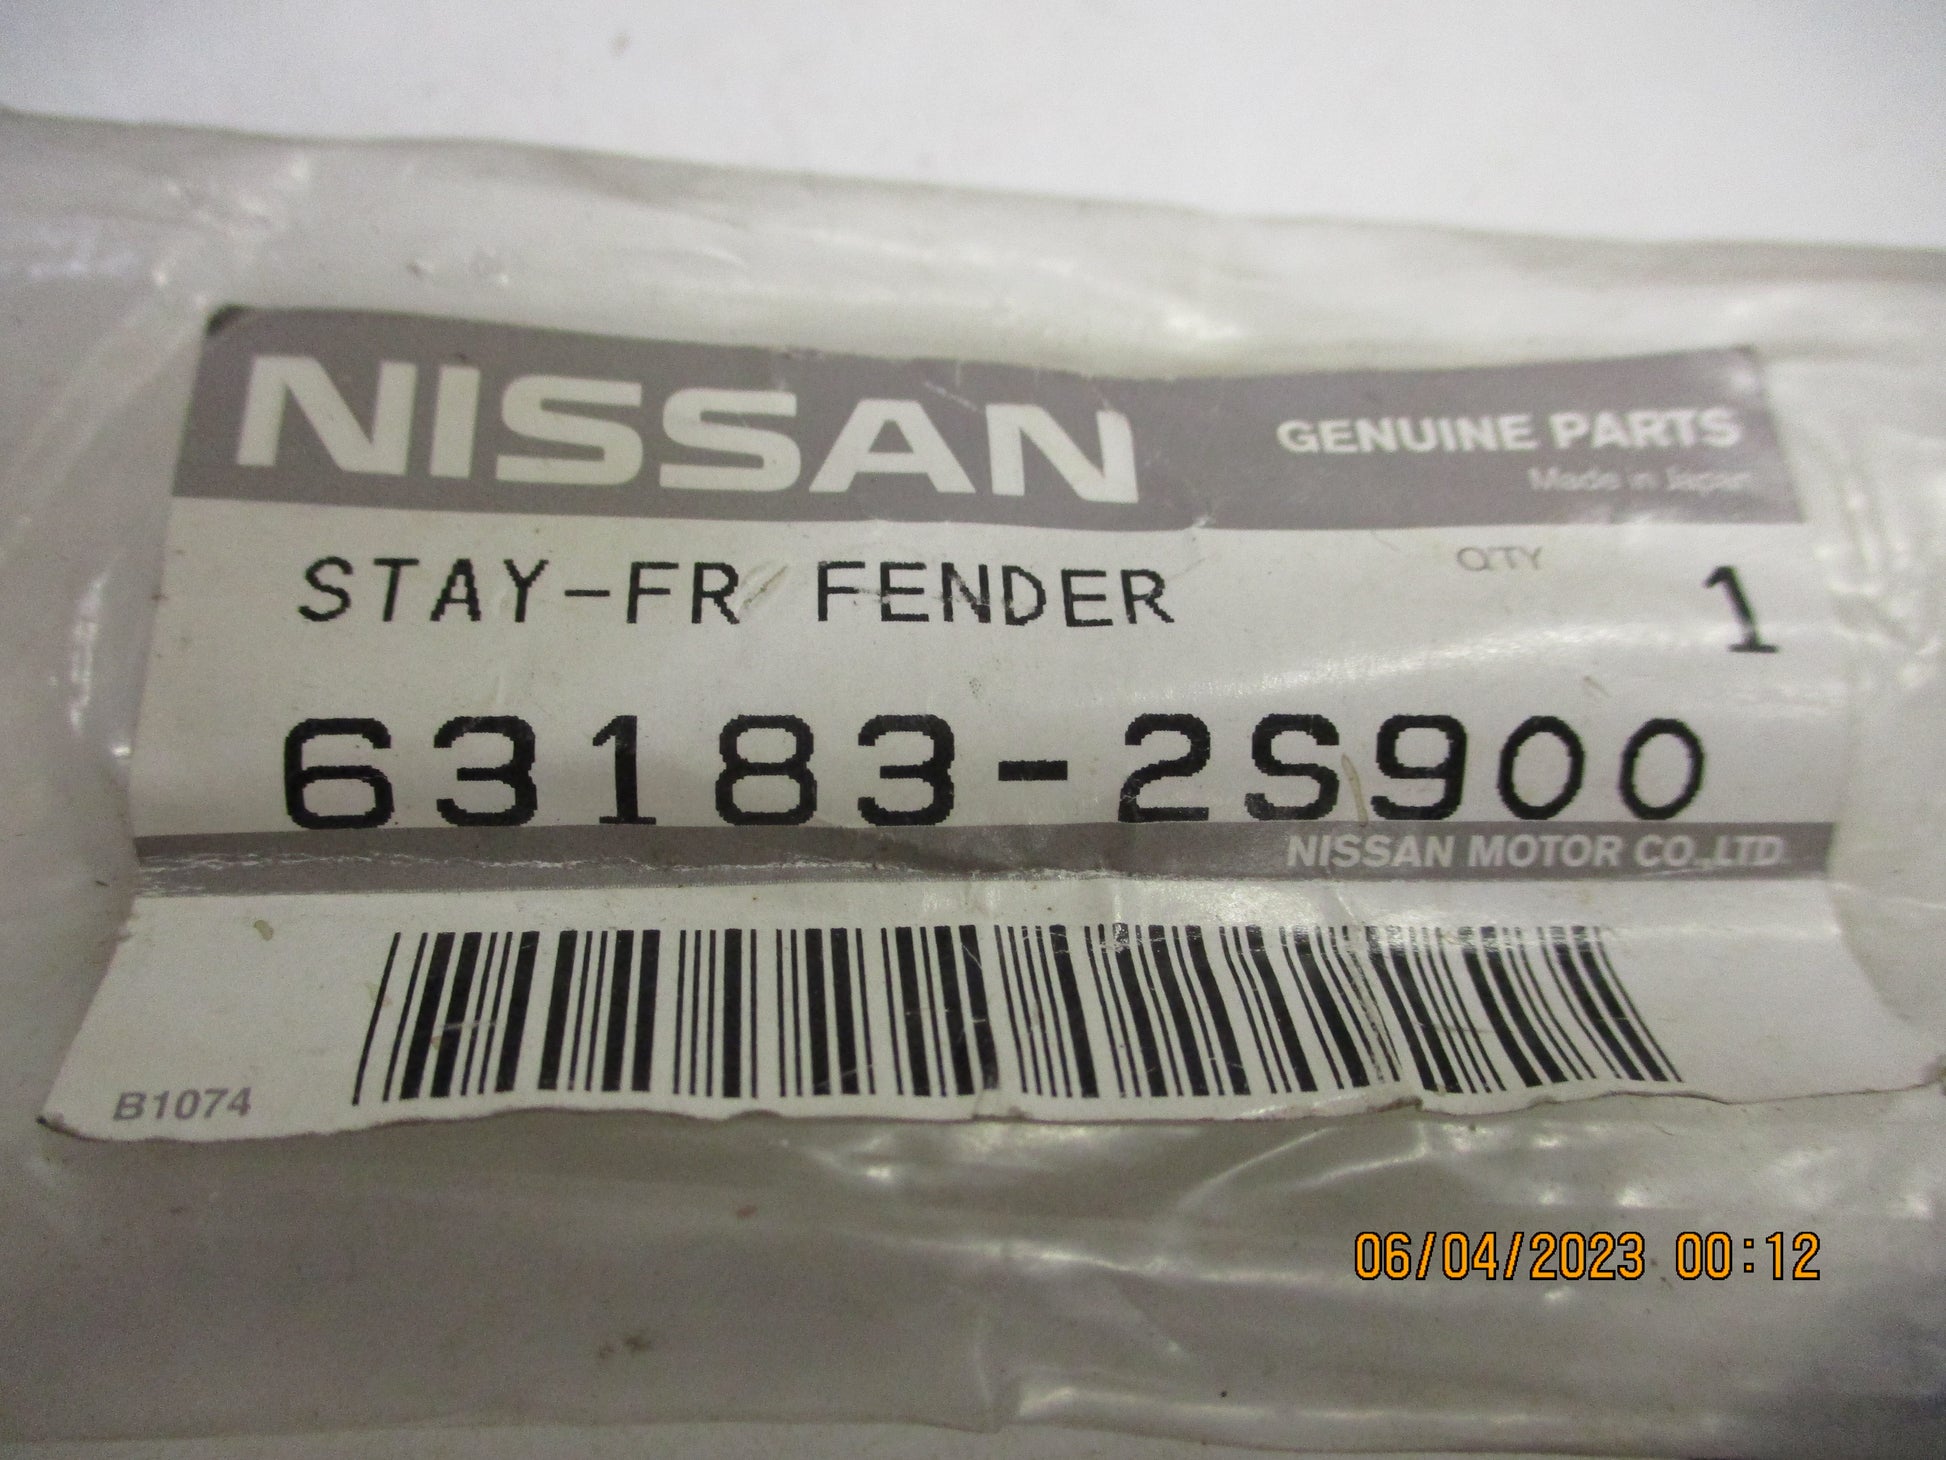 NISSAN
GENUINE PARTS
Made in Japan
STAY-FR FENDER
Q'TY 1
63183-2S900
NISSAN MOTOR CO.,LTD.
B1074
06/04/2023 00:12